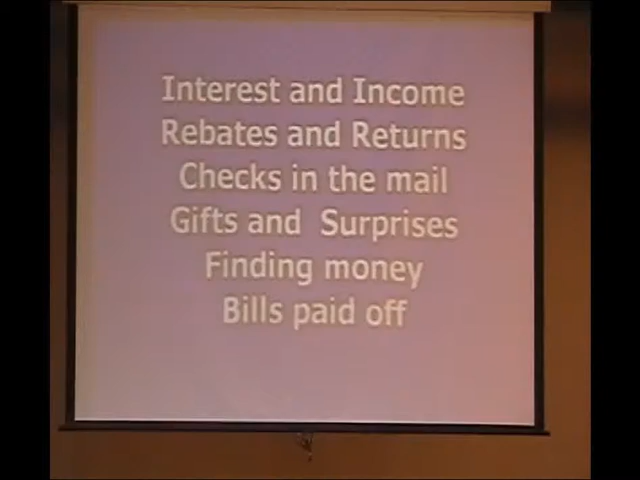 Interest and Income
Rebates and Returns
Checks in the mail
Gifts and  Surprises
Finding money
Bills paid off